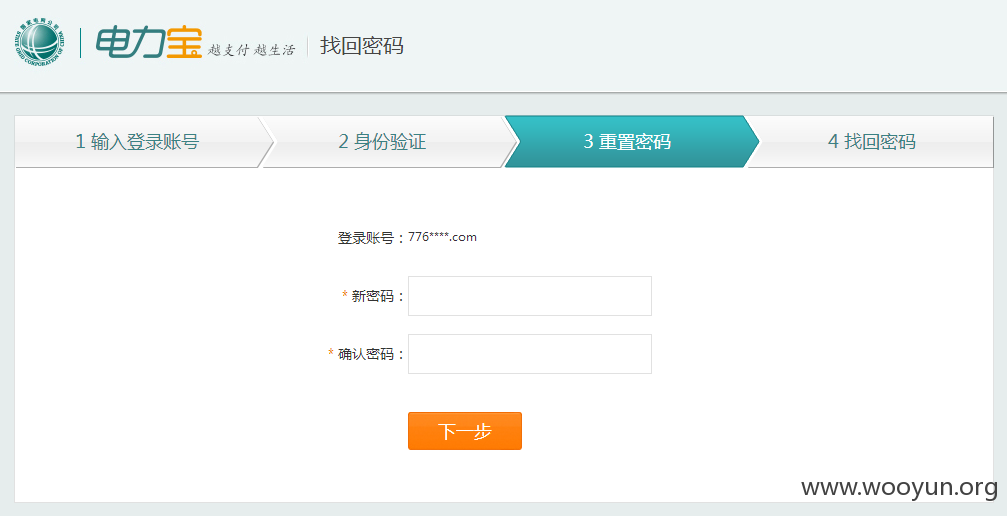 电力宝 越支付 越生活 找回密码
1 输入登录账号 2 身份验证 3 重置密码 4 找回密码
登录账号：776****.com
* 新密码：
* 确认密码：
下一步
www.wooyun.org